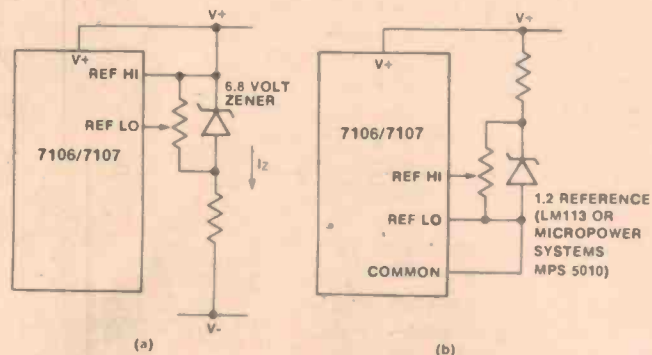 V+
V+
REF HI
6.8 VOLT
ZENER
REF LO
7106/7107
IZ
V-
(a)
V+
V+
7106/7107
REF HI
REF LO
1.2 REFERENCE
(LM113 OR
MICROPOWER
SYSTEMS
MPS 5010)
COMMON
(b)